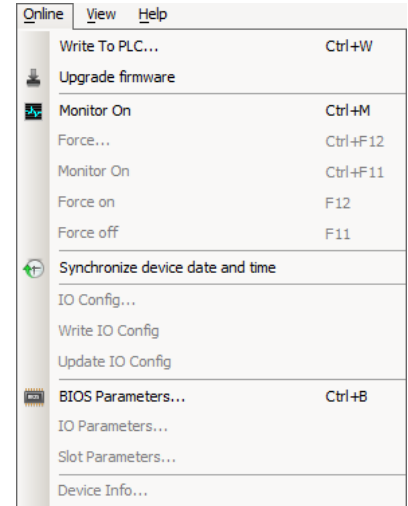 Online View Help
Write To PLC... Ctrl+W
Upgrade firmware
Monitor On Ctrl+M
Force... Ctrl+F12
Monitor On Ctrl+F11
Force on F12
Force off F11
Synchronize device date and time
IO Config...
Write IO Config
Update IO Config
BIOS BIOS Parameters... Ctrl+B
IO Parameters...
Slot Parameters...
Device Info...